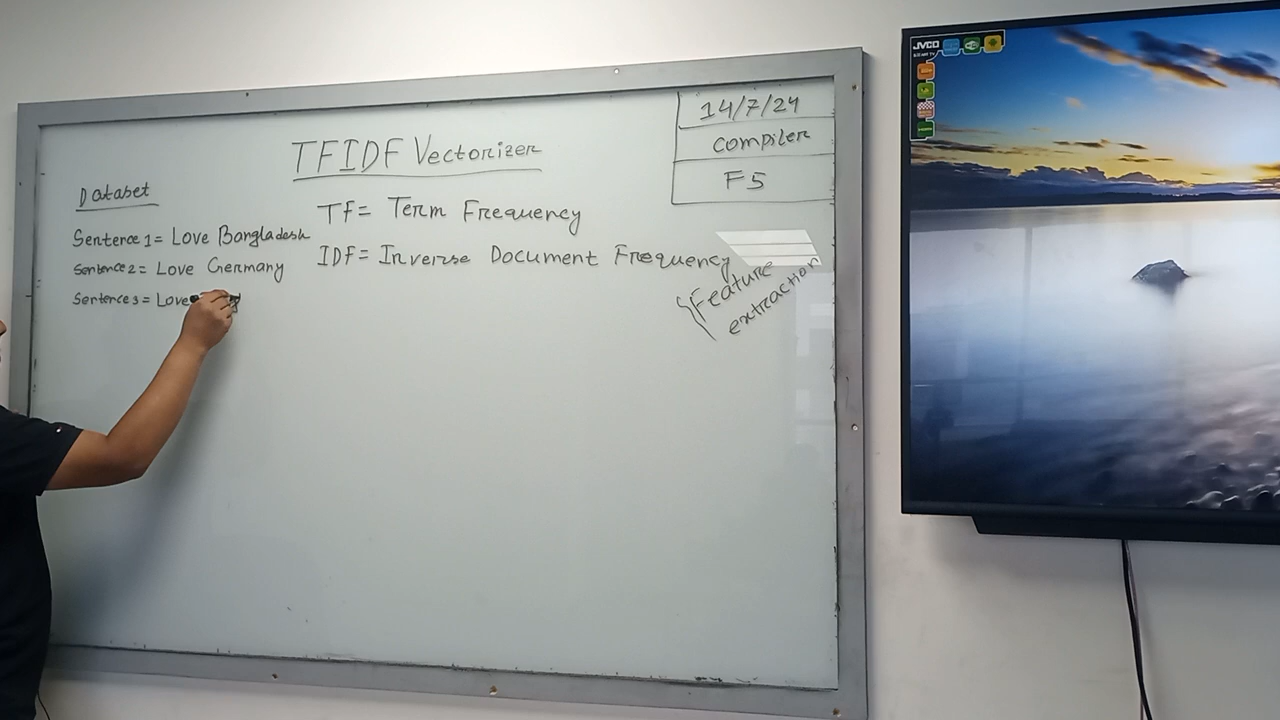 TFIDF Vectorizer
14/7/24
Compiler
F5
Dataset
Sentence 1 = Love Bangladesh
Sentence 2 = Love Germany
Sentence 3 = Love
Tf = Term Frequency
IDF = Inverse Document Frequency
{Feature
extraction
JVCO